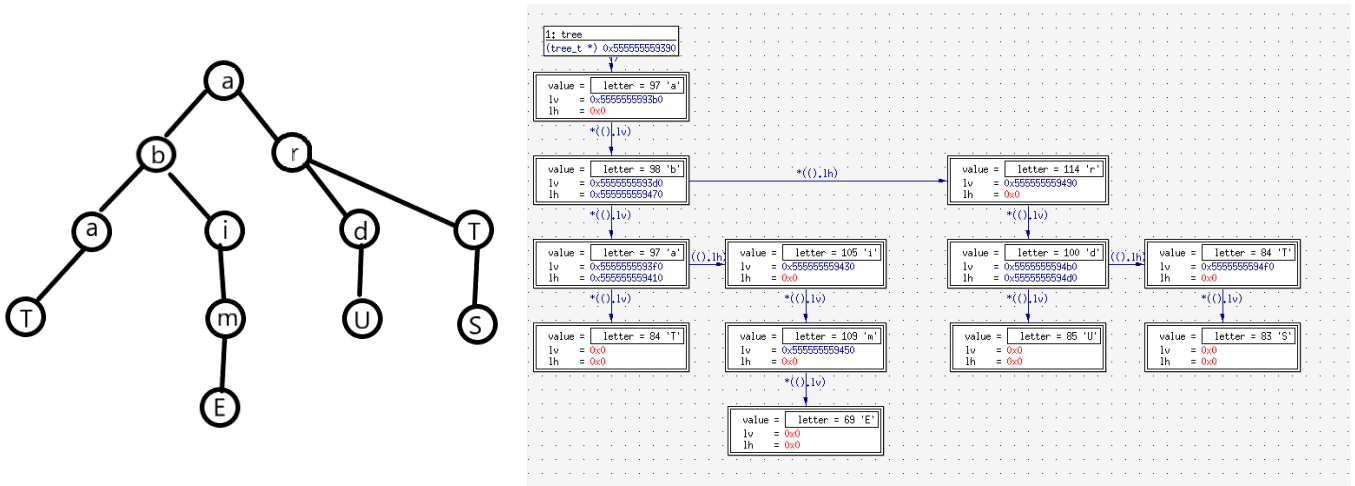 a
b
r
a
i
d
T
T
m
U
S
E
1: tree
(tree_t *) 0x555555559390
()
value = letter = 97 'a'
lv = 0x5555555593b0
lh = 0x0
*(().lv)
value = letter = 98 'b'
lv = 0x5555555593d0
lh = 0x555555559470
*(().lh)
value = letter = 114 'r'
lv = 0x555555559490
lh = 0x0
*(().lv)
*(().lv)
value = letter = 97 'a'
lv = 0x5555555593f0
lh = 0x555555559410
(().lh)
value = letter = 105 'i'
lv = 0x555555559430
lh = 0x0
value = letter = 100 'd'
lv = 0x5555555594b0
lh = 0x5555555594d0
(().lh)
value = letter = 84 'T'
lv = 0x5555555594f0
lh = 0x0
*(().lv)
*(().lv)
*(().lv)
*(().lv)
value = letter = 84 'T'
lv = 0x0
lh = 0x0
value = letter = 109 'm'
lv = 0x555555559450
lh = 0x0
value = letter = 85 'U'
lv = 0x0
lh = 0x0
value = letter = 83 'S'
lv = 0x0
lh = 0x0
*(().lv)
value = letter = 69 'E'
lv = 0x0
lh = 0x0